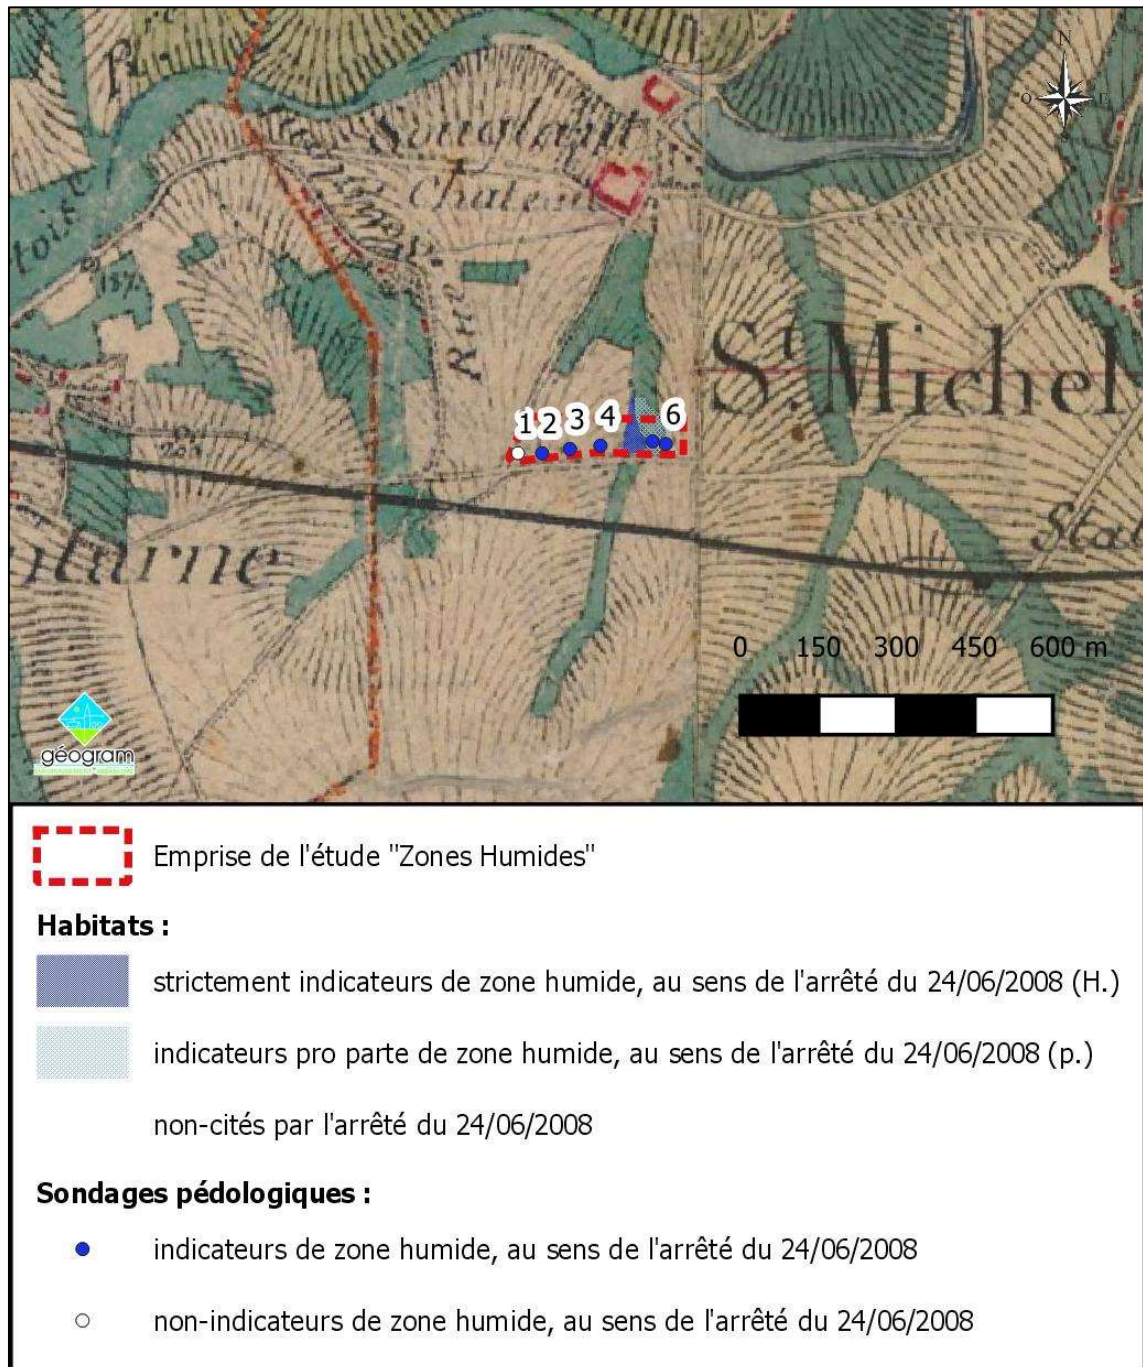 N
O E
Chateau
Rue
St. Michel
1 2 3 4 6
187
0 150 300 450 600 m
géogram
Emprise de l'étude "Zones Humides"
Habitats :
strictement indicateurs de zone humide, au sens de l'arrêté du 24/06/2008 (H.)
indicateurs pro parte de zone humide, au sens de l'arrêté du 24/06/2008 (p.)
non-cités par l'arrêté du 24/06/2008
Sondages pédologiques :
indicateurs de zone humide, au sens de l'arrêté du 24/06/2008
non-indicateurs de zone humide, au sens de l'arrêté du 24/06/2008